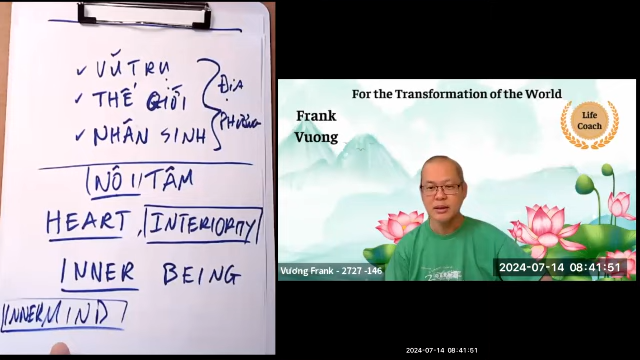 ✓ VŨ TRỤ
✓ THẾ GIỚI
✓ NHÂN SINH
ĐỊA
PHƯƠNG
NỘI TÂM
HEART, INTERIORITY
INNER BEING
INNERMIND
For the Transformation of the World
Frank
Vuong
Life
Coach
Vương Frank - 2727 -146
2024-07-14 08:41:51
2024-07-14 08:41:51